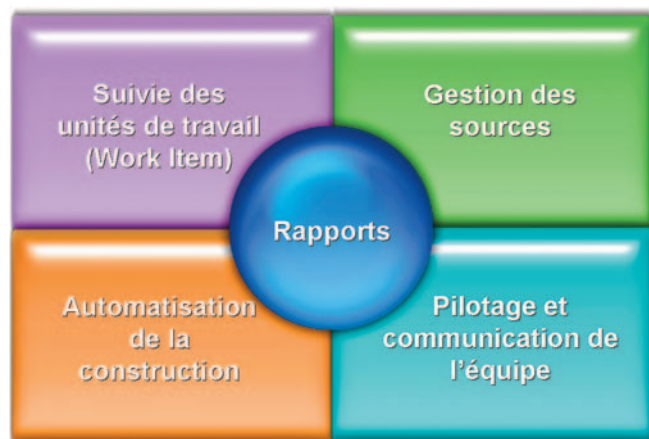 Suivie des
unités de travail
(Work Item)
Gestion des
sources
Rapports
Automatisation
de la
construction
Pilotage et
communication de
l'équipe